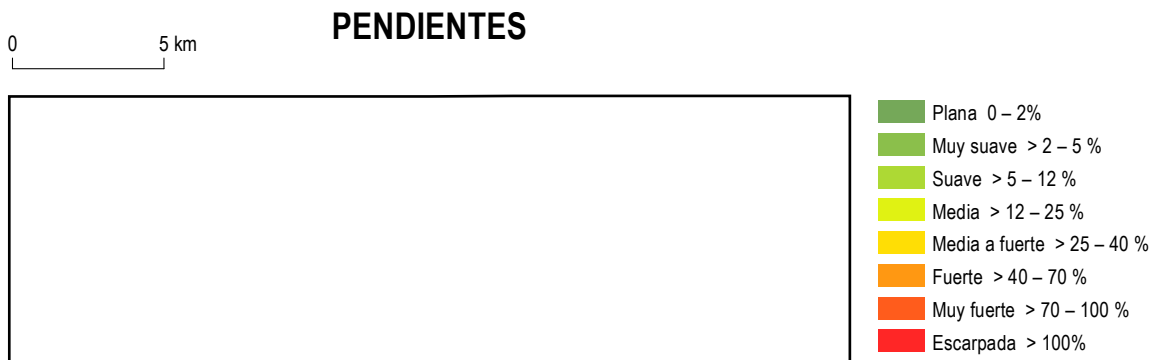 PENDIENTES
0 5 km
Plana 0 – 2%
Muy suave > 2 – 5 %
Suave > 5 – 12 %
Media > 12 – 25 %
Media a fuerte > 25 – 40 %
Fuerte > 40 – 70 %
Muy fuerte > 70 – 100 %
Escarpada > 100%